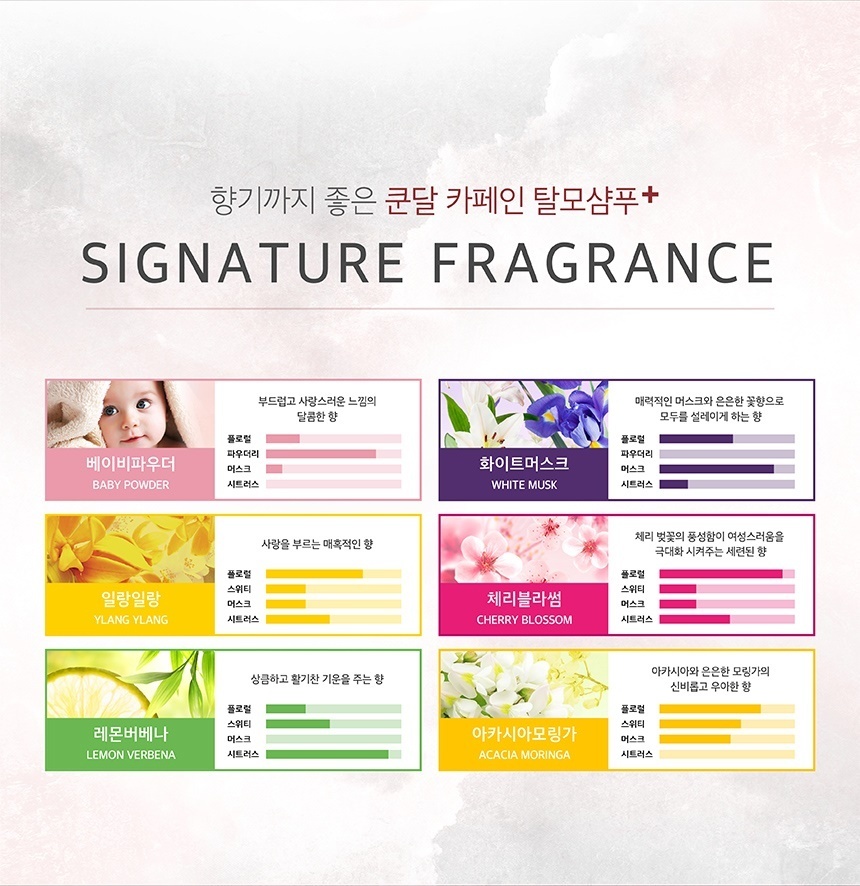 향기까지 좋은 쿤달 카페인 탈모샴푸+
SIGNATURE FRAGRANCE
베이비파우더
BABY POWDER
부드럽고 사랑스러운 느낌의
달콤한 향
플로럴
파우더리
머스크
시트러스
화이트머스크
WHITE MUSK
매력적인 머스크와 은은한 꽃향으로
모두를 설레이게 하는 향
플로럴
파우더리
머스크
시트러스
일랑일랑
YLANG YLANG
사랑을 부르는 매혹적인 향
플로럴
스위티
머스크
시트러스
체리블라썸
CHERRY BLOSSOM
체리 벚꽃의 풍성함이 여성스러움을
극대화 시켜주는 세련된 향
플로럴
스위티
머스크
시트러스
레몬버베나
LEMON VERBENA
상큼하고 활기찬 기운을 주는 향
플로럴
스위티
머스크
시트러스
아카시아모링가
ACACIA MORINGA
아카시아와 은은한 모링가의
신비롭고 우아한 향
플로럴
스위티
머스크
시트러스